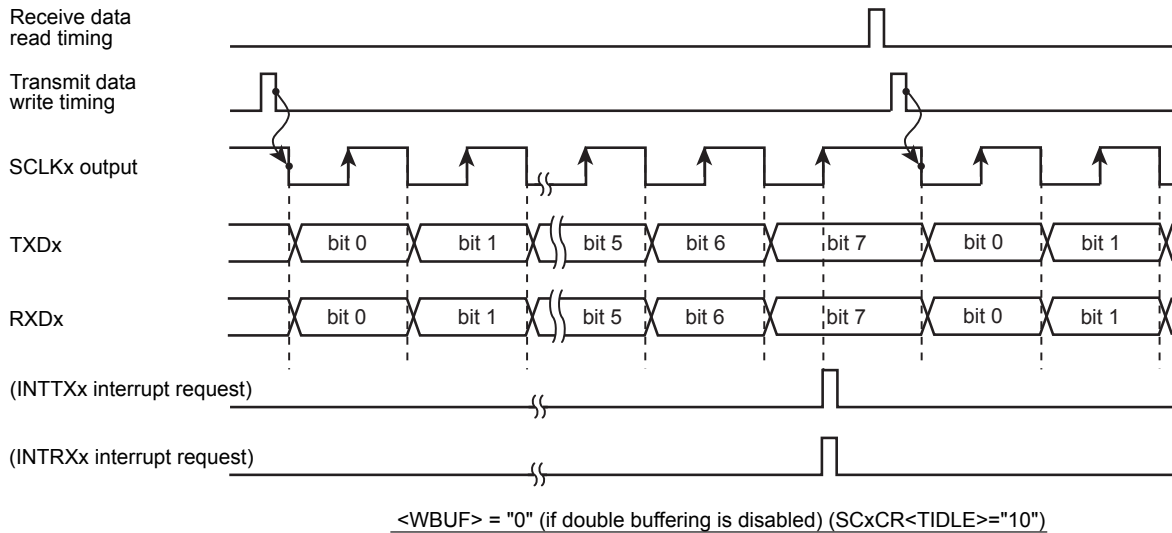 Receive data
read timing
Transmit data
write timing
SCLKx output
TXDx
bit 0 bit 1 bit 5 bit 6 bit 7 bit 0 bit 1
RXDx
bit 0 bit 1 bit 5 bit 6 bit 7 bit 0 bit 1
(INTTXx interrupt request)
(INTRXx interrupt request)
<WBUF> = "0" (if double buffering is disabled) (SCxCR<TIDLE>="10")